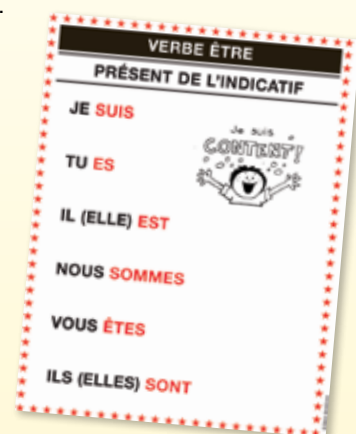 VERBE ÊTRE
PRÉSENT DE L'INDICATIF
JE SUIS
Je suis
CONTENT!
TU ES
IL (ELLE) EST
NOUS SOMMES
VOUS ÊTES
ILS (ELLES) SONT